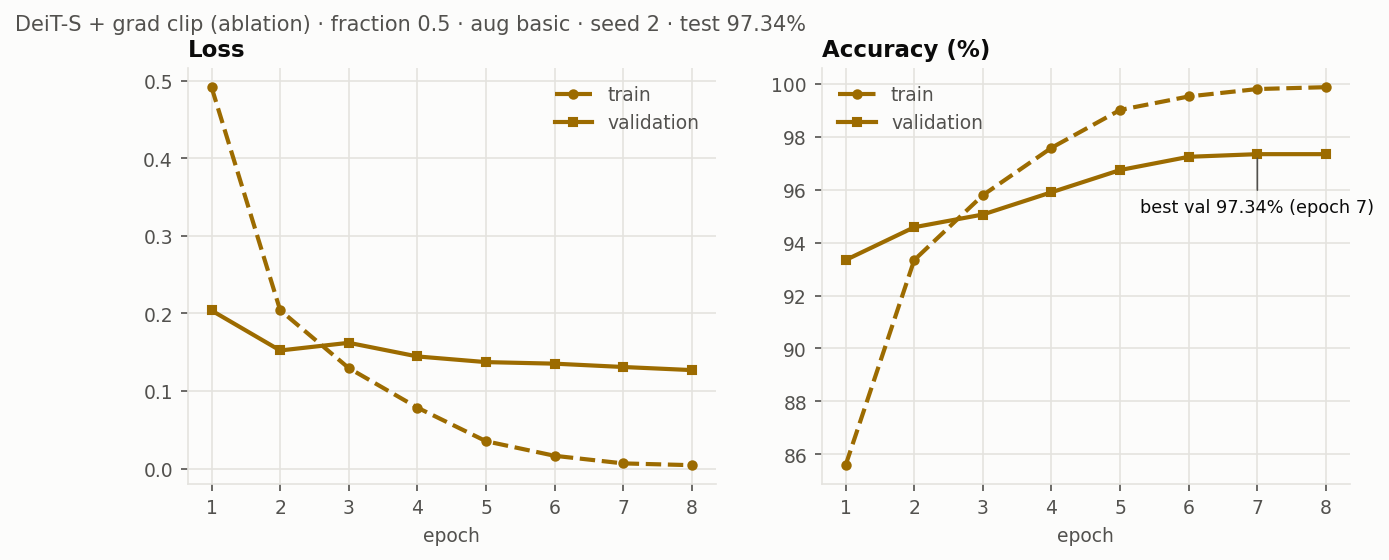 DeiT-S + grad clip (ablation) · fraction 0.5 · aug basic · seed 2 · test 97.34%
Loss
0.5
0.4
0.3
0.2
0.1
0.0
train
validation
1 2 3 4 5 6 7 8
epoch
Accuracy (%)
100
98
96
94
92
90
88
86
train
validation
best val 97.34% (epoch 7)
1 2 3 4 5 6 7 8
epoch